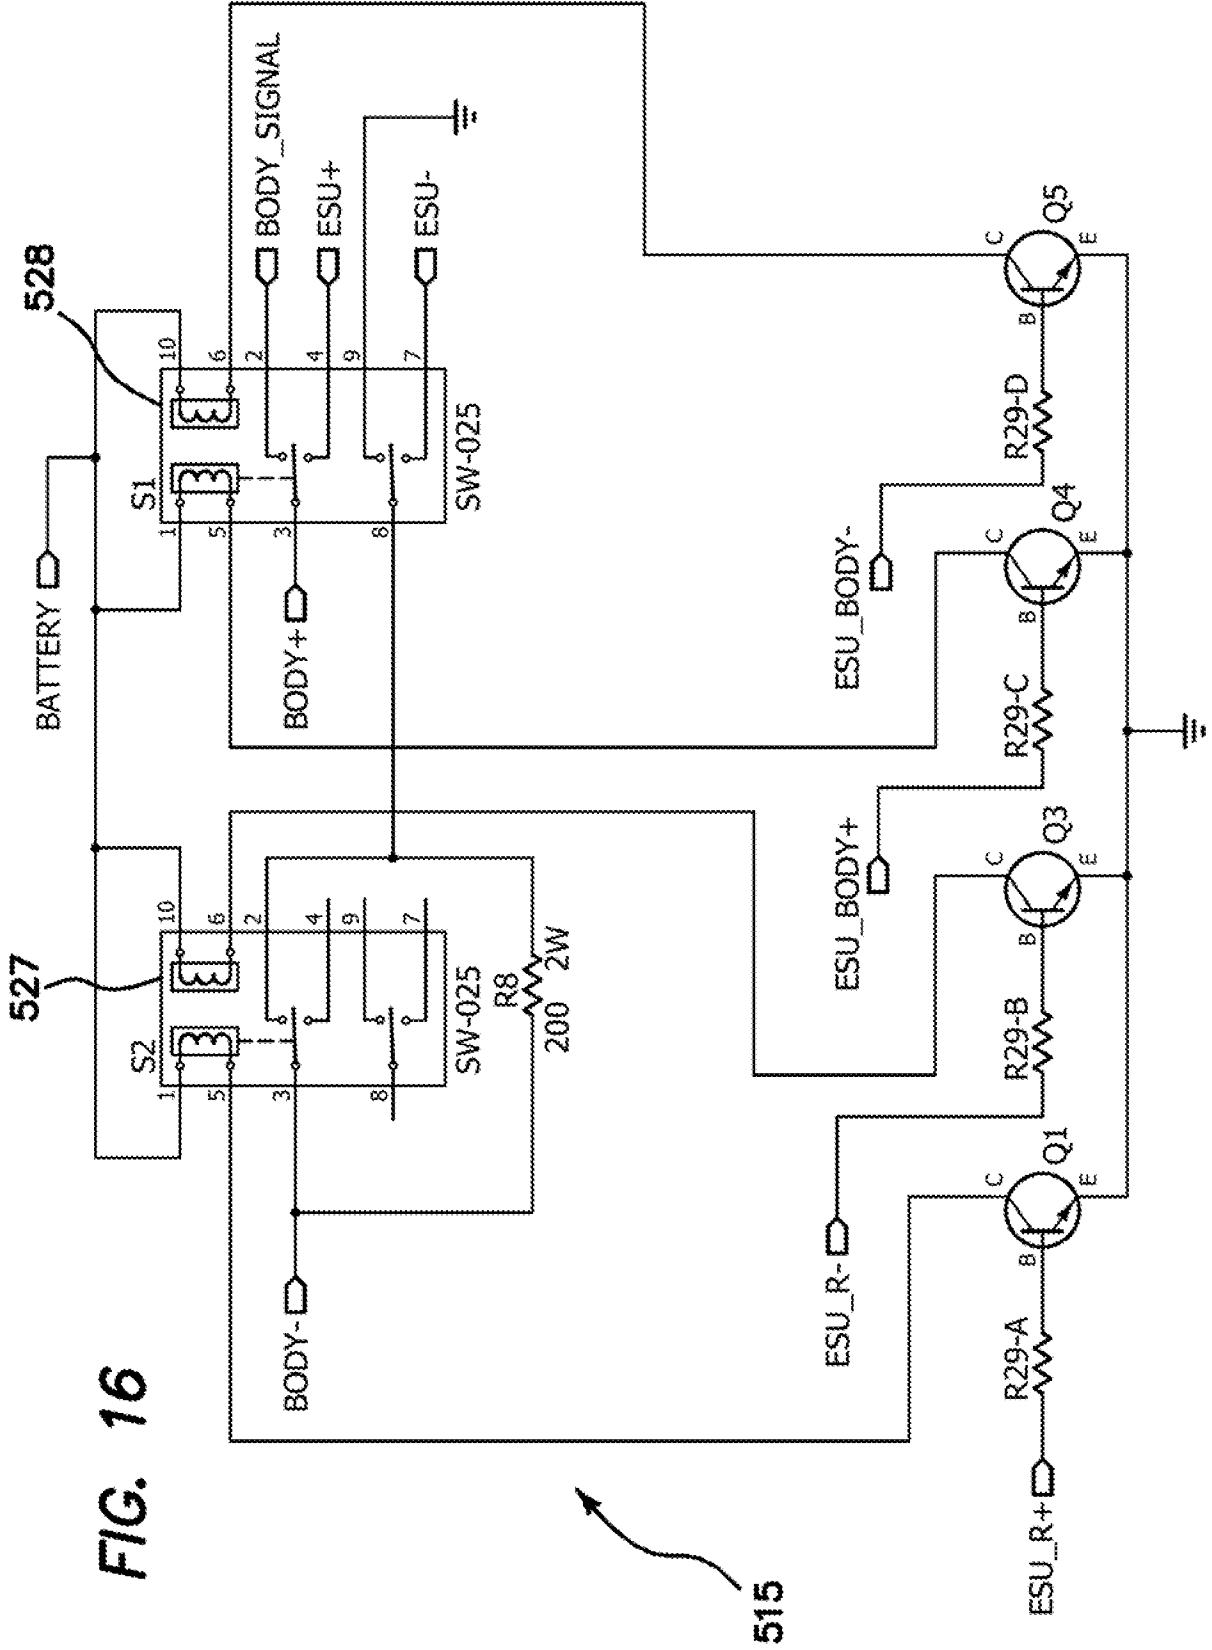 FIG. 16
515
527
528
BATTERY
S2
1
5
3
8
10
6
2
4
9
7
SW-025
R8
200 2W
BODY-
S1
1
5
3
8
10
6
2
4
9
7
SW-025
BODY+
BODY_SIGNAL
ESU+
ESU-
ESU_R+
R29-A
B
C
E
Q1
ESU_R-
R29-B
B
C
E
Q3
ESU_BODY+
R29-C
B
C
E
Q4
ESU_BODY-
R29-D
B
C
E
Q5